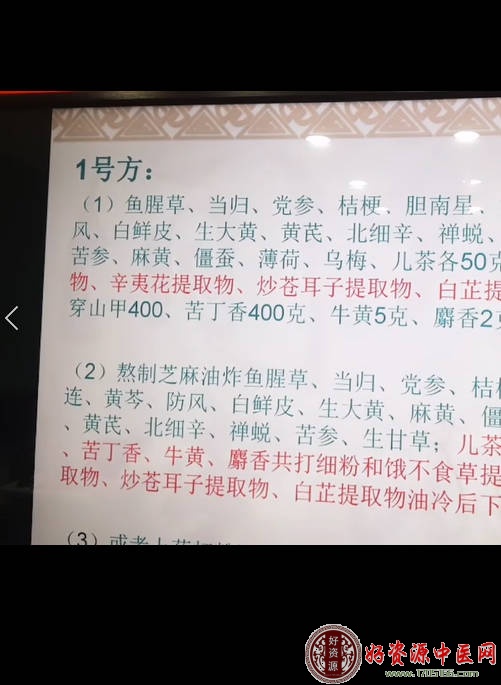 1号方：
（1）鱼腥草、当归、党参、桔梗、胆南星、
风、白鲜皮、生大黄、黄芪、北细辛、禅蜕、
苦参、麻黄、僵蚕、薄荷、乌梅、儿茶各50克
物、辛夷花提取物、炒苍耳子提取物、白芷提
穿山甲400、苦丁香400克、牛黄5克、麝香2克
（2）熬制芝麻油炸鱼腥草、当归、党参、桔
连、黄芩、防风、白鲜皮、生大黄、麻黄、僵
、黄芪、北细辛、禅蜕、苦参、生甘草；儿茶
、苦丁香、牛黄、麝香共打细粉和饿不食草提
取物、炒苍耳子提取物、白芷提取物油冷后下
（3）或者
好资源
好资源中医网